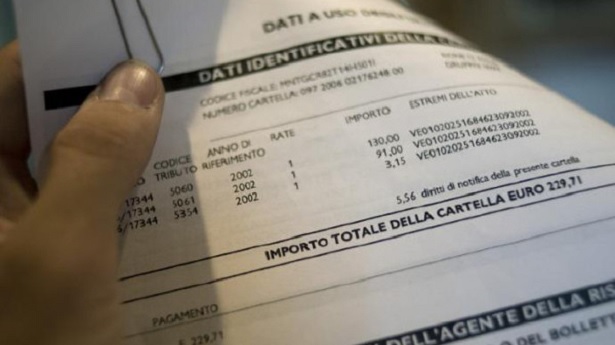 DATI A USO
DATI IDENTIFICATIVI DELLA
CODICE FISCALE:
NUMERO CARTELLA: 097 2006 02176248 00
CODICE TRIBUTO ANNO DI RIFERIMENTO RATE IMPORTO ESTREMI DELL'ATTO
/17344 5060 2002 1 130,00 VE01020251684623092002
/17344 5061 2002 1 91,00 VE01020251684623092002
/17344 5354 2002 1 3,15 VE01020251684623092002
5,56 diritti di notifica della presente cartella
IMPORTO TOTALE DELLA CARTELLA EURO 229,71
PAGAMENTO
229,71
DELL'AGENTE DELLA
DEL BOLLETT